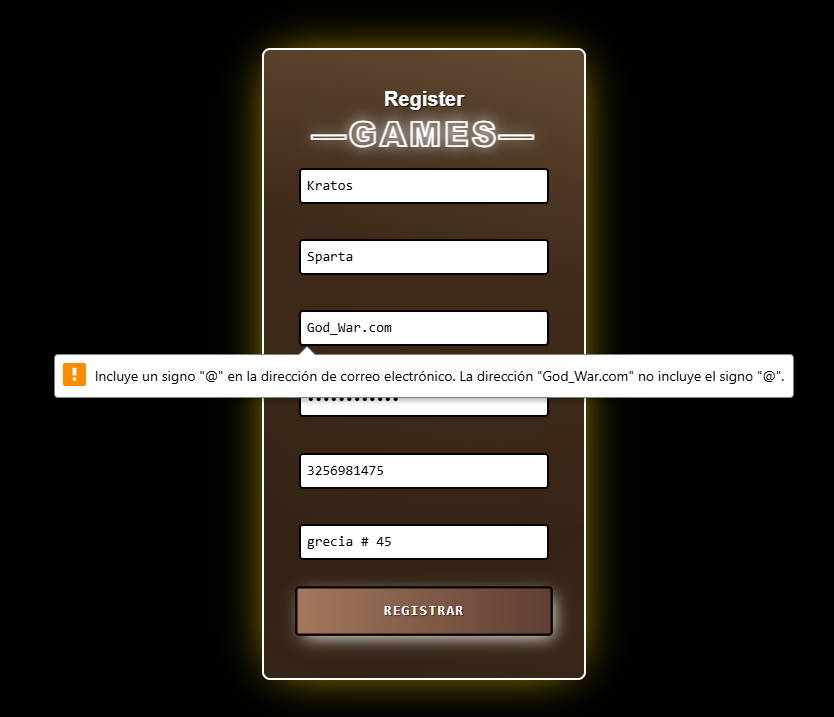 Register
—GAMES—
Kratos
Sparta
God_War.com
Incluye un signo "@" en la dirección de correo electrónico. La dirección "God_War.com" no incluye el signo "@".
3256981475
grecia # 45
REGISTRAR